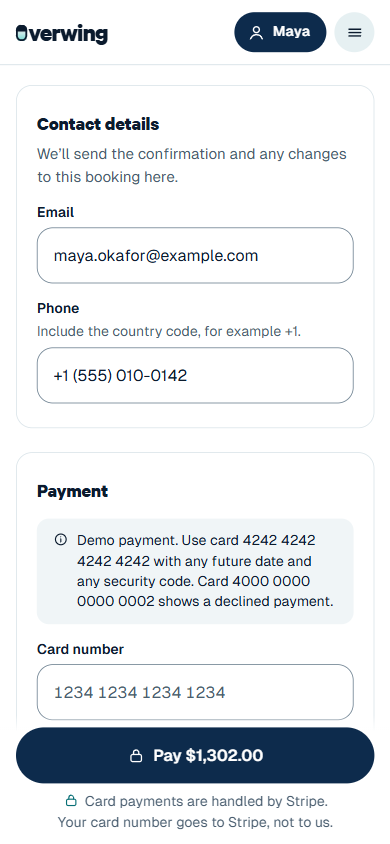 Overwing
Maya
Contact details
We’ll send the confirmation and any changes
to this booking here.
Email
maya.okafor@example.com
Phone
Include the country code, for example +1.
+1 (555) 010-0142
Payment
Demo payment. Use card 4242 4242
4242 4242 with any future date and
any security code. Card 4000 0000
0000 0002 shows a declined payment.
Card number
1234 1234 1234 1234
Pay $1,302.00
Card payments are handled by Stripe.
Your card number goes to Stripe, not to us.